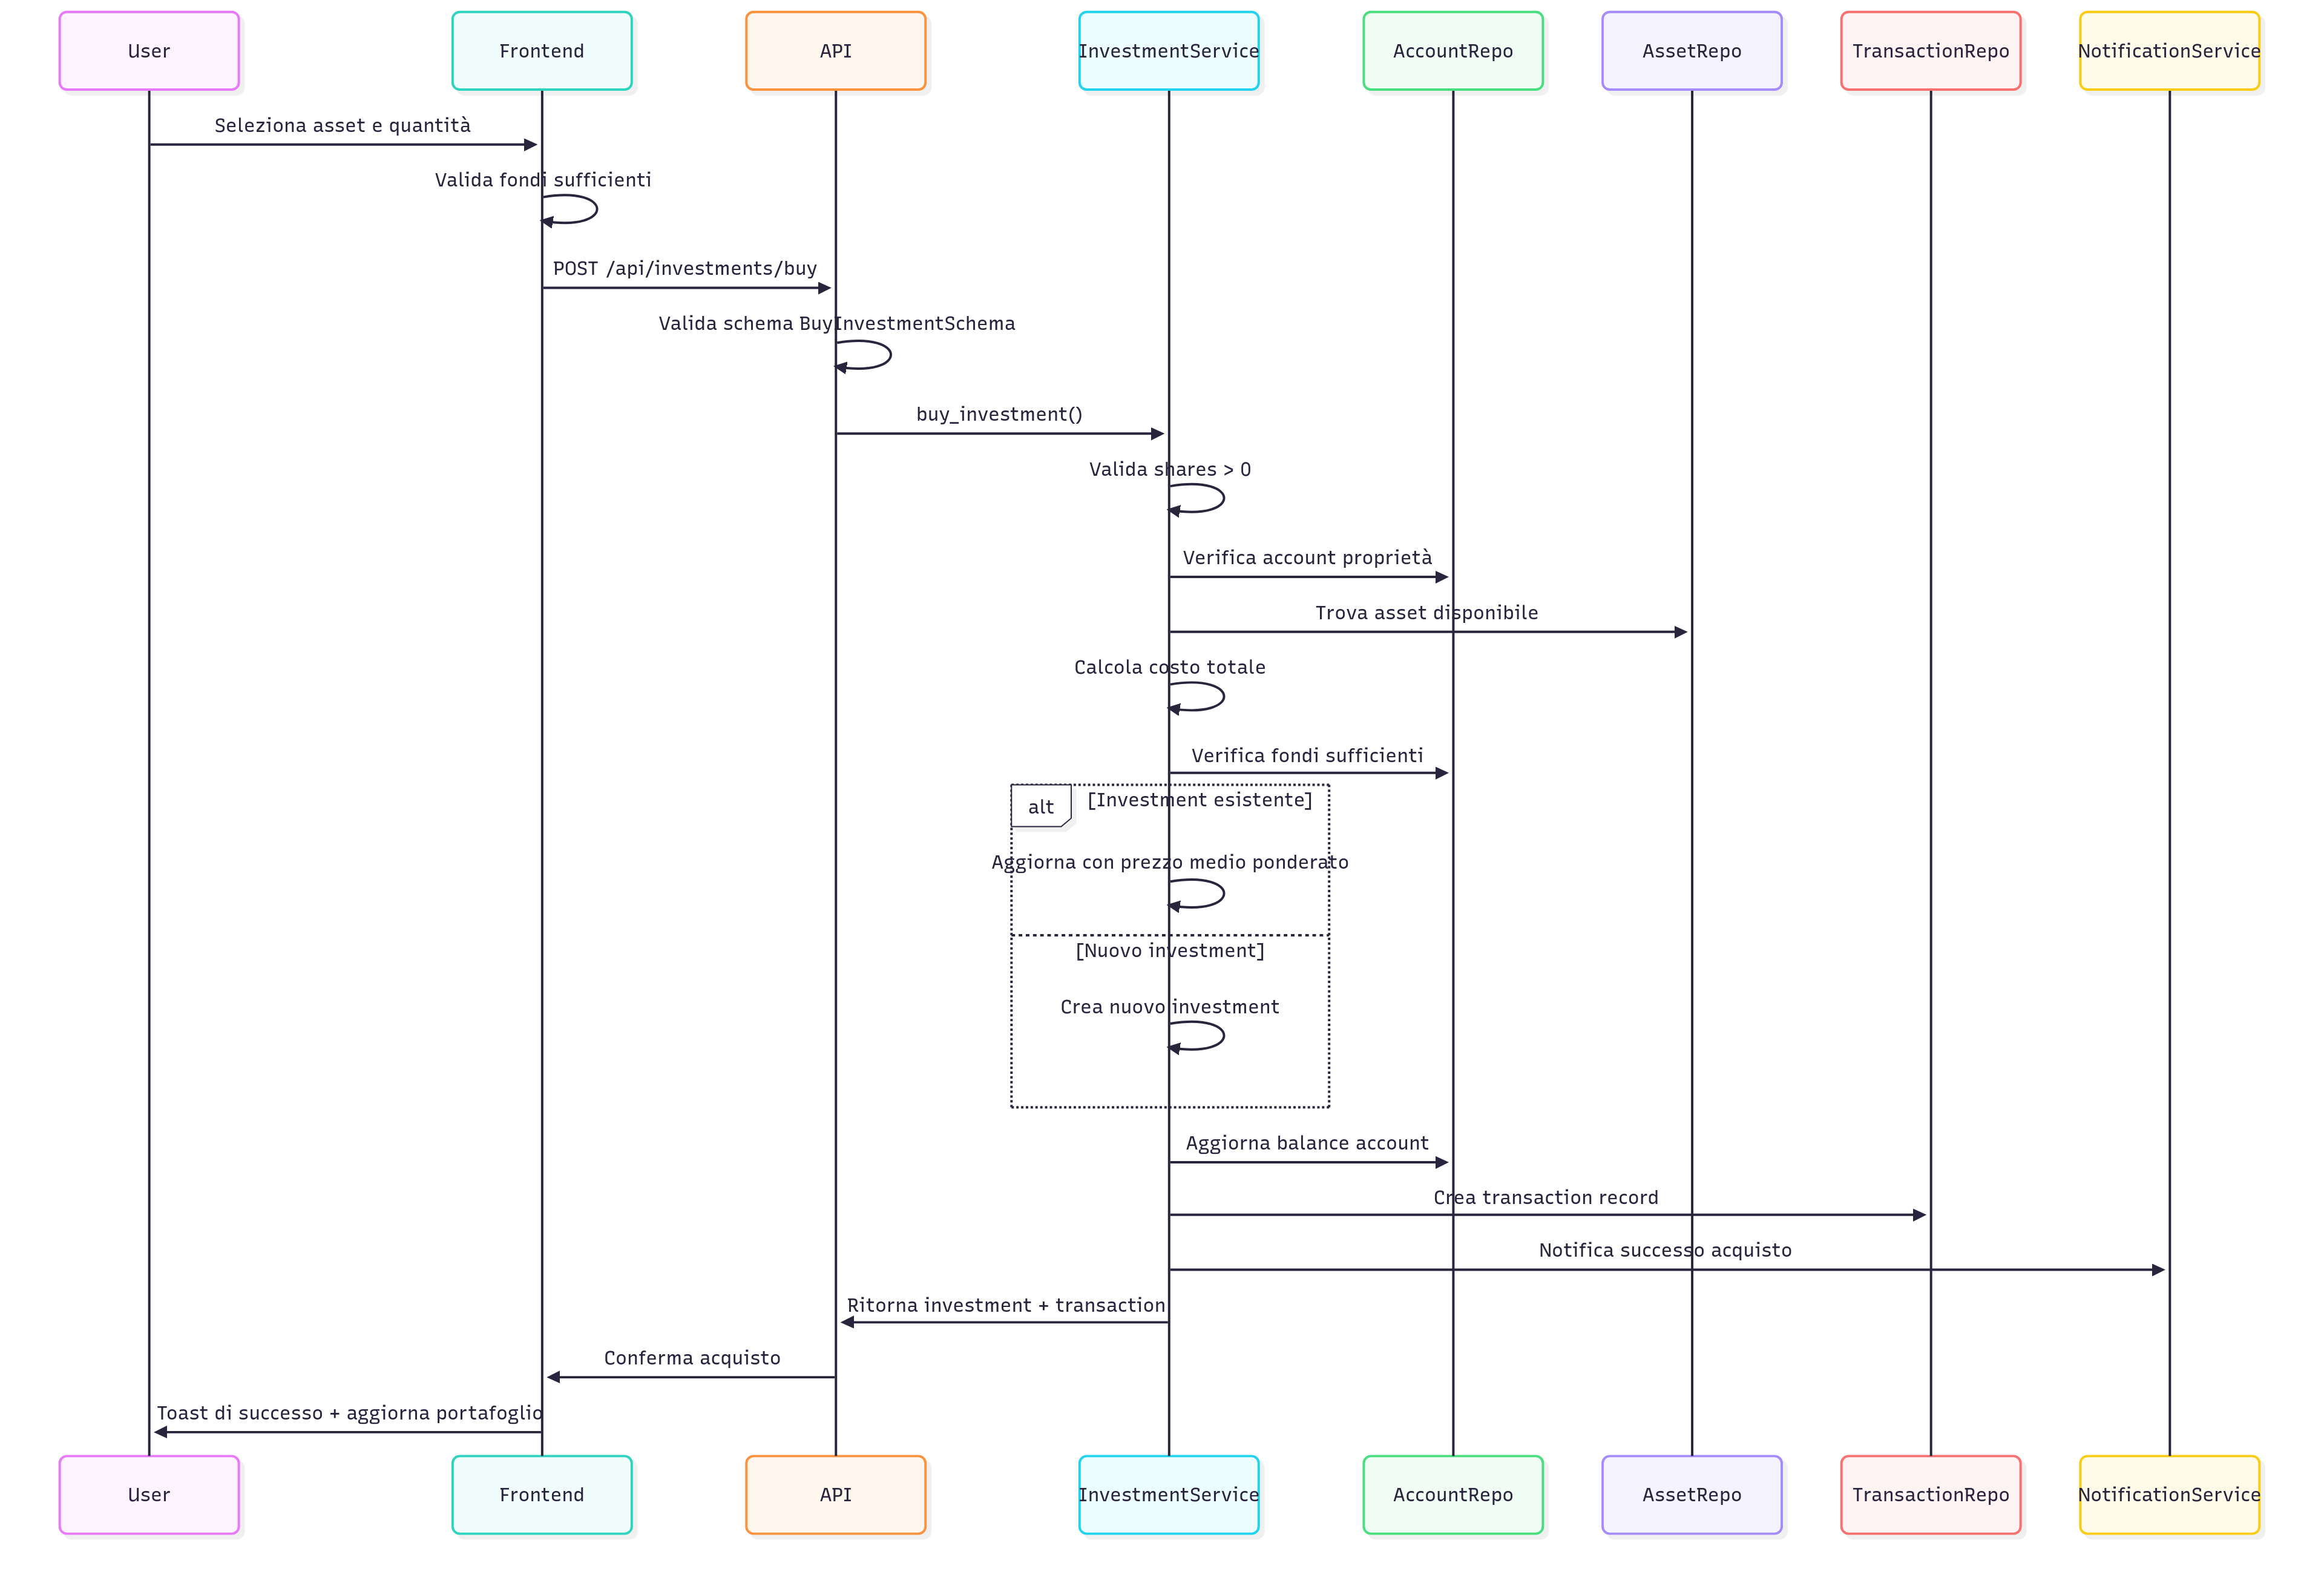 User
Frontend
API
InvestmentService
AccountRepo
AssetRepo
TransactionRepo
NotificationService
Seleziona asset e quantità
Valida fondi sufficienti
POST /api/investments/buy
Valida schema BuyInvestmentSchema
buy_investment()
Valida shares > 0
Verifica account proprietà
Trova asset disponibile
Calcola costo totale
Verifica fondi sufficienti
alt
[Investment esistente]
Aggiorna con prezzo medio ponderato
[Nuovo investment]
Crea nuovo investment
Aggiorna balance account
Crea transaction record
Notifica successo acquisto
Ritorna investment + transaction
Conferma acquisto
Toast di successo + aggiorna portafoglio
User
Frontend
API
InvestmentService
AccountRepo
AssetRepo
TransactionRepo
NotificationService